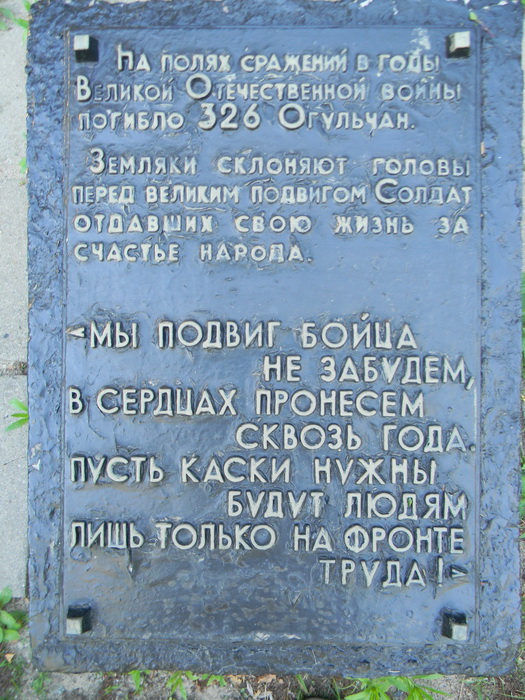 На полях сражений в годы
Великой Отечественной войны
погибло 326 Огульчан.
Земляки склоняют головы
перед великим подвигом Солдат
отдавших свою жизнь за
счастье народа.
«Мы подвиг бойца
не забудем,
в сердцах пронесем
сквозь года.
Пусть каски нужны
будут людям
лишь только на фронте
труда!»